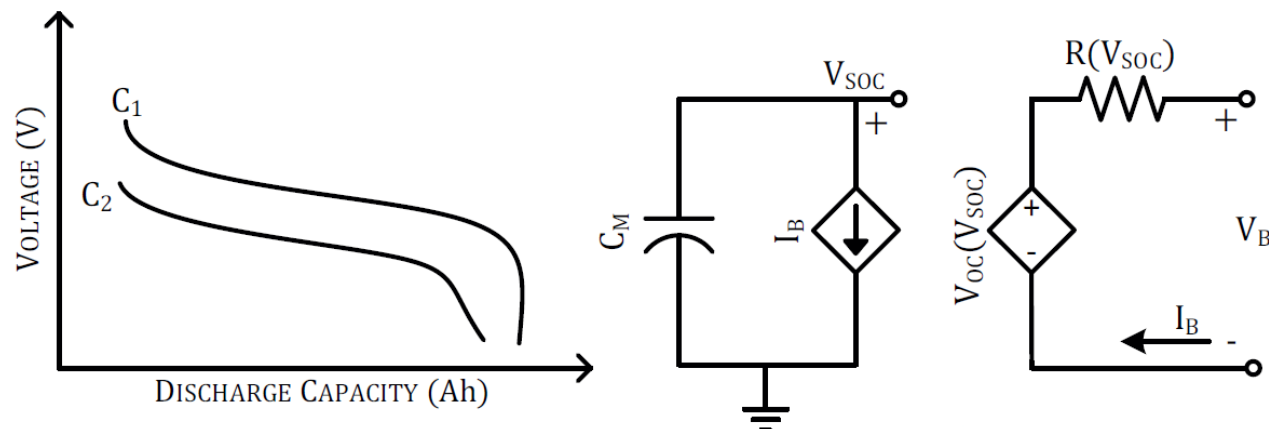 VOLTAGE (V)
C1
C2
DISCHARGE CAPACITY (Ah)
VSOC
+
CM
IB
R(VSOC)
+
VOC(VSOC)
+
-
VB
IB
-